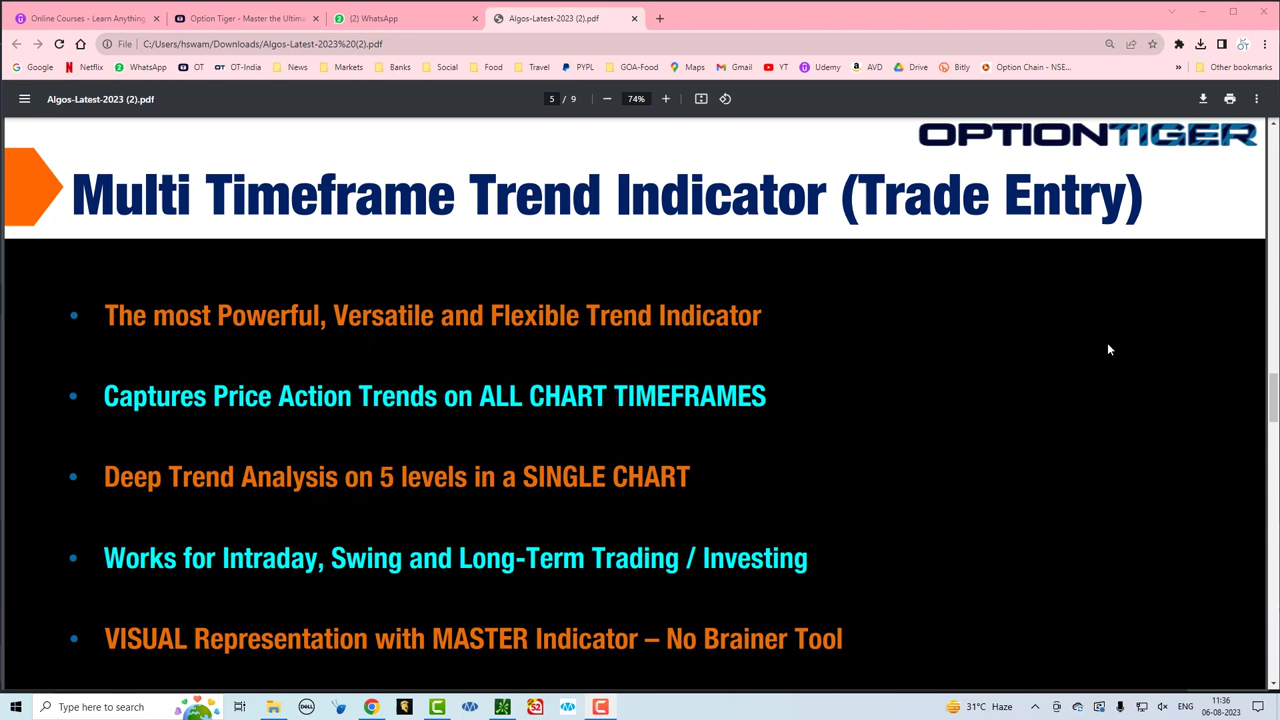 Online Courses - Learn Anything
Option Tiger - Master the Ultima
(2) WhatsApp
Algos-Latest-2023 (2).pdf
File
C:/Users/hswam/Downloads/Algos-Latest-2023%20(2).pdf
Google
Netflix
WhatsApp
OT
OT-India
News
Markets
Banks
Social
Food
Travel
PYPL
GOA-Food
Maps
Gmail
YT
Udemy
AVD
Drive
Bitly
Option Chain - NSE...
»
Other bookmarks
Algos-Latest-2023 (2).pdf
5 / 9
74%
OPTIONTIGER
Multi Timeframe Trend Indicator (Trade Entry)
• The most Powerful, Versatile and Flexible Trend Indicator
• Captures Price Action Trends on ALL CHART TIMEFRAMES
• Deep Trend Analysis on 5 levels in a SINGLE CHART
• Works for Intraday, Swing and Long-Term Trading / Investing
• VISUAL Representation with MASTER Indicator – No Brainer Tool
Type here to search
31°C Haze
ENG
11:36
06-08-2023